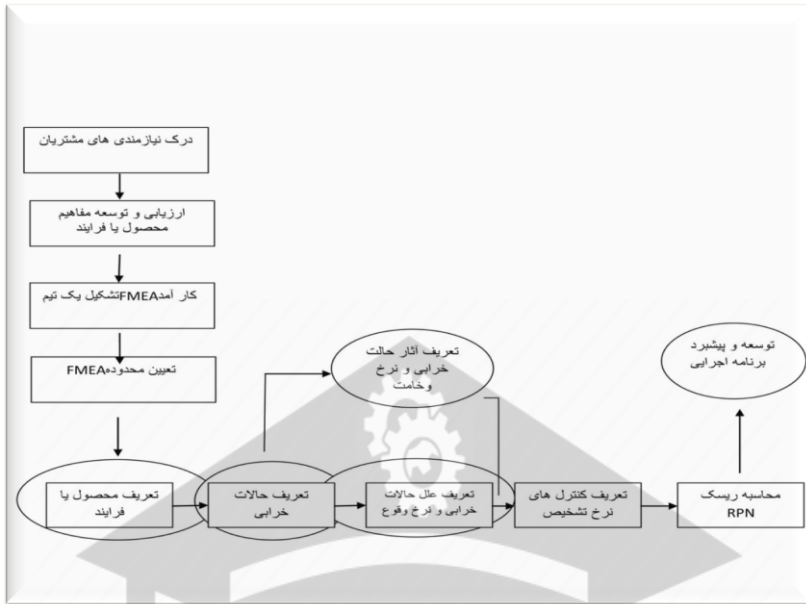 درک نیازمندی های مشتریان
ارزیابی و توسعه مفاهیم
محصول یا فرایند
کار آمدFMEAتشکیل یک تیم
تعیین محدودهFMEA
تعریف آثار حالت
خرابی و نرخ
وخامت
توسعه و پیشبرد
برنامه اجرایی
تعریف محصول یا
فرایند
تعریف حالات
خرابی
تعریف علل حالات
خرابی و نرخ وقوع
تعریف کنترل های
نرخ تشخیص
محاسبه ریسک
RPN